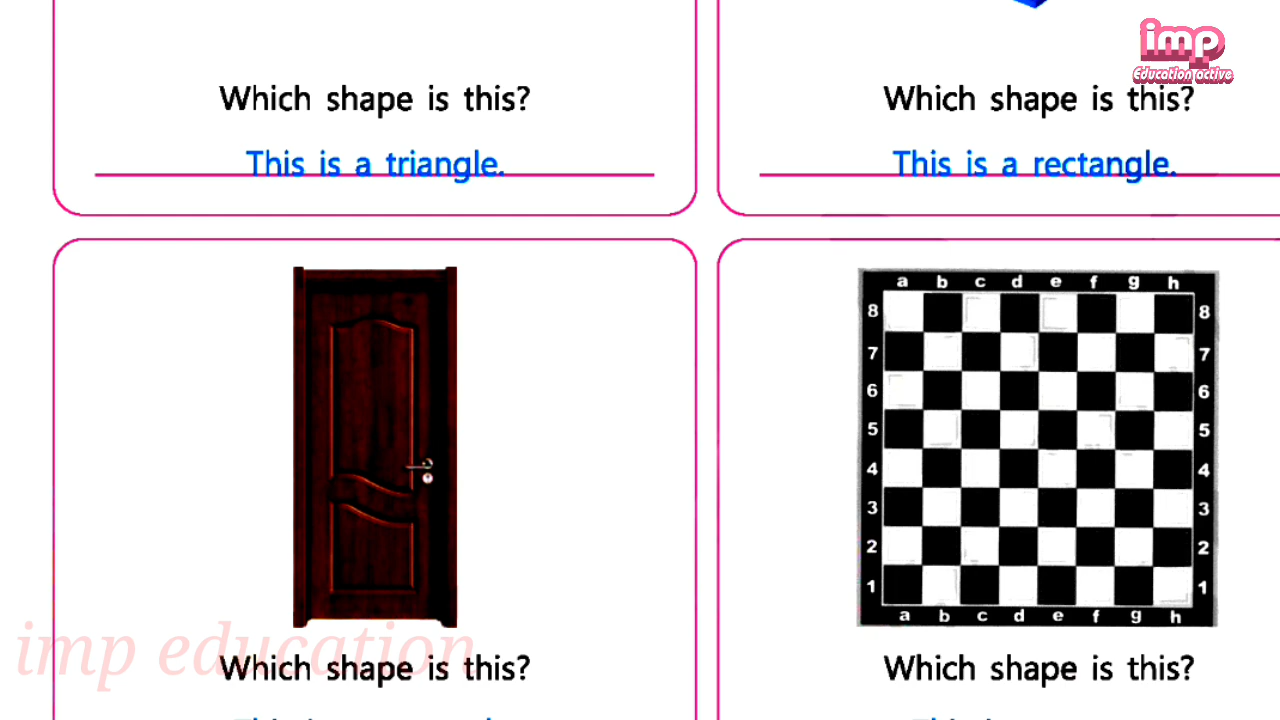 imp
Education active
Which shape is this?
This is a triangle.
Which shape is this?
This is a rectangle.
a b c d e f g h
8 8
7 7
6 6
5 5
4 4
3 3
2 2
1 1
a b c d e f g h
imp education
Which shape is this?
Which shape is this?